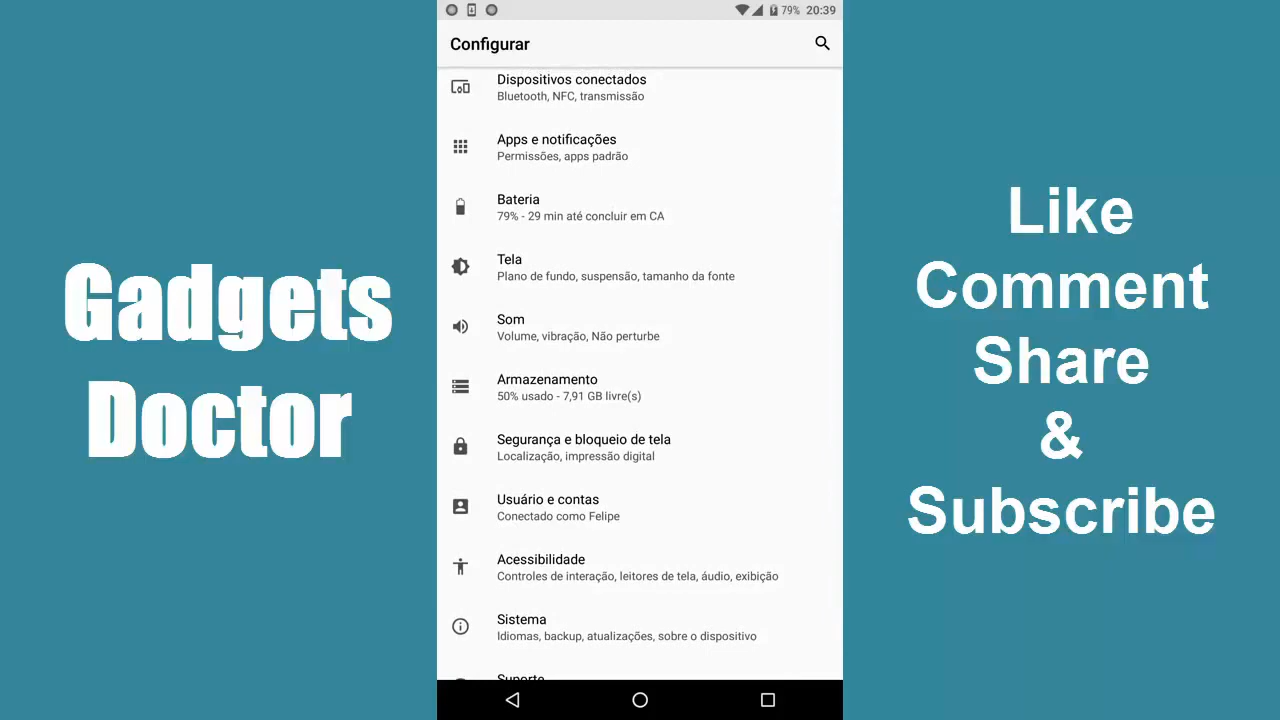 Gadgets
Doctor
79% 20:39
Configurar
Dispositivos conectados
Bluetooth, NFC, transmissão
Apps e notificações
Permissões, apps padrão
Bateria
79% - 29 min até concluir em CA
Tela
Plano de fundo, suspensão, tamanho da fonte
Som
Volume, vibração, Não perturbe
Armazenamento
50% usado - 7,91 GB livre(s)
Segurança e bloqueio de tela
Localização, impressão digital
Usuário e contas
Conectado como Felipe
Acessibilidade
Controles de interação, leitores de tela, áudio, exibição
Sistema
Idiomas, backup, atualizações, sobre o dispositivo
Suporte
Like
Comment
Share
&
Subscribe